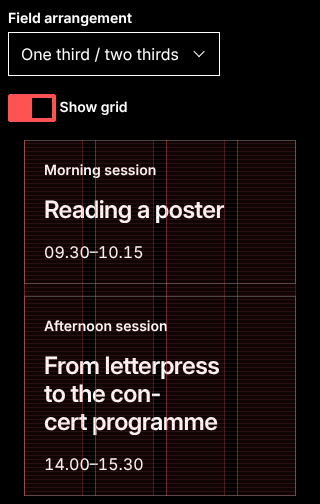 Field arrangement
One third / two thirds
Show grid
Morning session
Reading a poster
09.30–10.15
Afternoon session
From letterpress
to the con-
cert programme
14.00–15.30